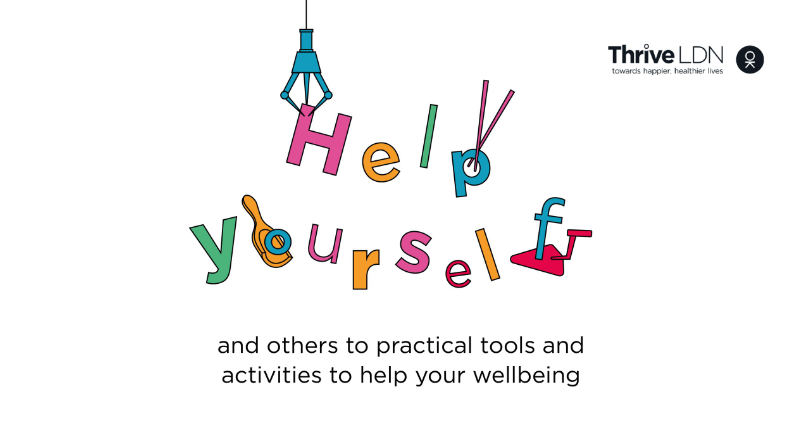 Thrive LDN
towards happier, healthier lives
OK
Help
yourself
and others to practical tools and
activities to help your wellbeing